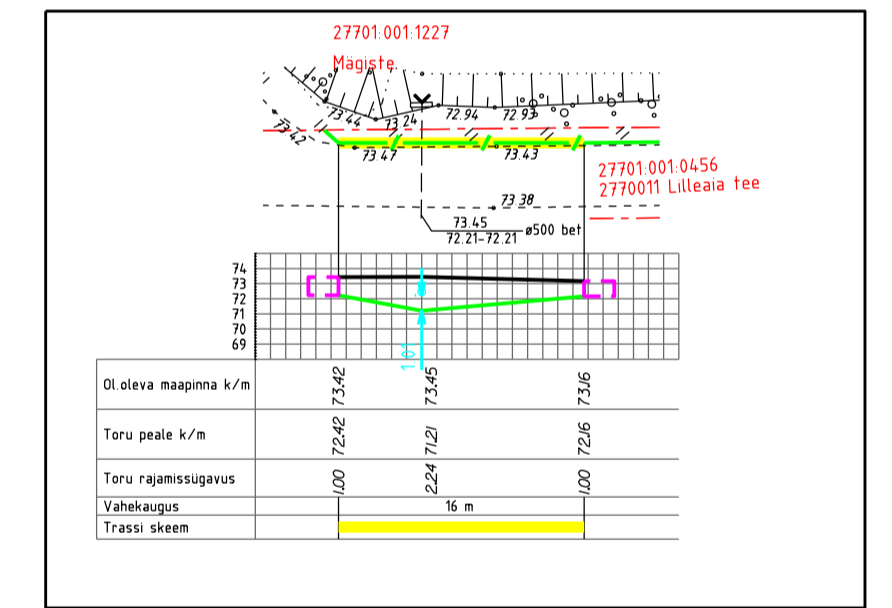 27701:001:1227
Mägiste
73.42
73.44
73.24
72.94
72.93
73.47
73.43
27701:001:0456
2770011 Lilleaia tee
73.38
73.45
72.21-72.21
ø500 bet
74
73
72
71
70
69
1.01
Ol.oleva maapinna k/m 73.42 73.45 73.16
Toru peale k/m 72.42 71.21 72.16
Toru rajamissügavus 1.00 2.24 1.00
Vahekaugus 16 m
Trassi skeem